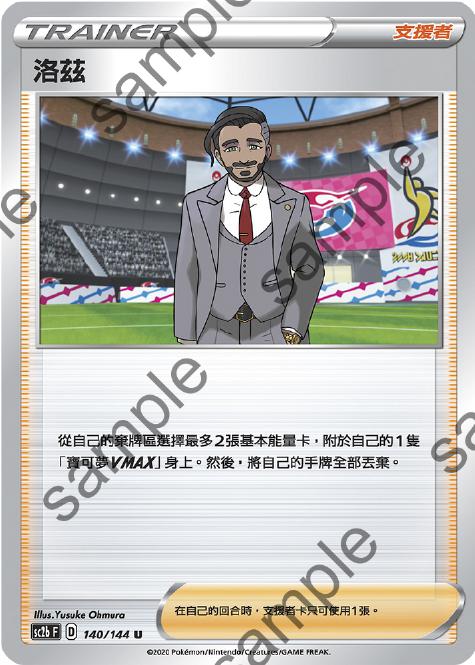 TRAINER
支援者
洛茲
從自己的棄牌區選擇最多2張基本能量卡，附於自己的1隻
「寶可夢VMAX」身上。然後，將自己的手牌全部丟棄。
Illus.Yusuke Ohmura
在自己的回合時，支援者卡只可使用1張。
sc2b F D 140/144 U
©2020 Pokémon/Nintendo/Creatures/GAME FREAK.
sample
sample
sample
sample
sample
sample